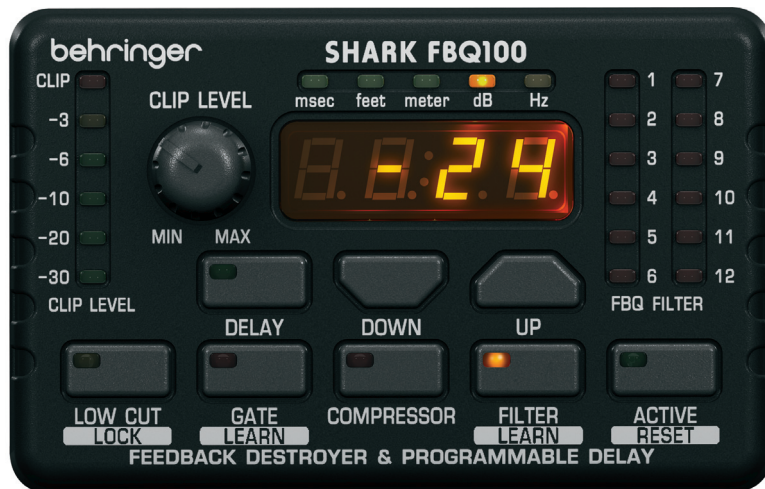 behringer
SHARK FBQ100
CLIP
-3
-6
-10
-20
-30
CLIP LEVEL
CLIP LEVEL
MIN MAX
msec feet meter dB Hz
-24
1 7
2 8
3 9
4 10
5 11
6 12
FBQ FILTER
DELAY DOWN UP
LOW CUT GATE COMPRESSOR FILTER ACTIVE
LOCK LEARN LEARN RESET
FEEDBACK DESTROYER & PROGRAMMABLE DELAY